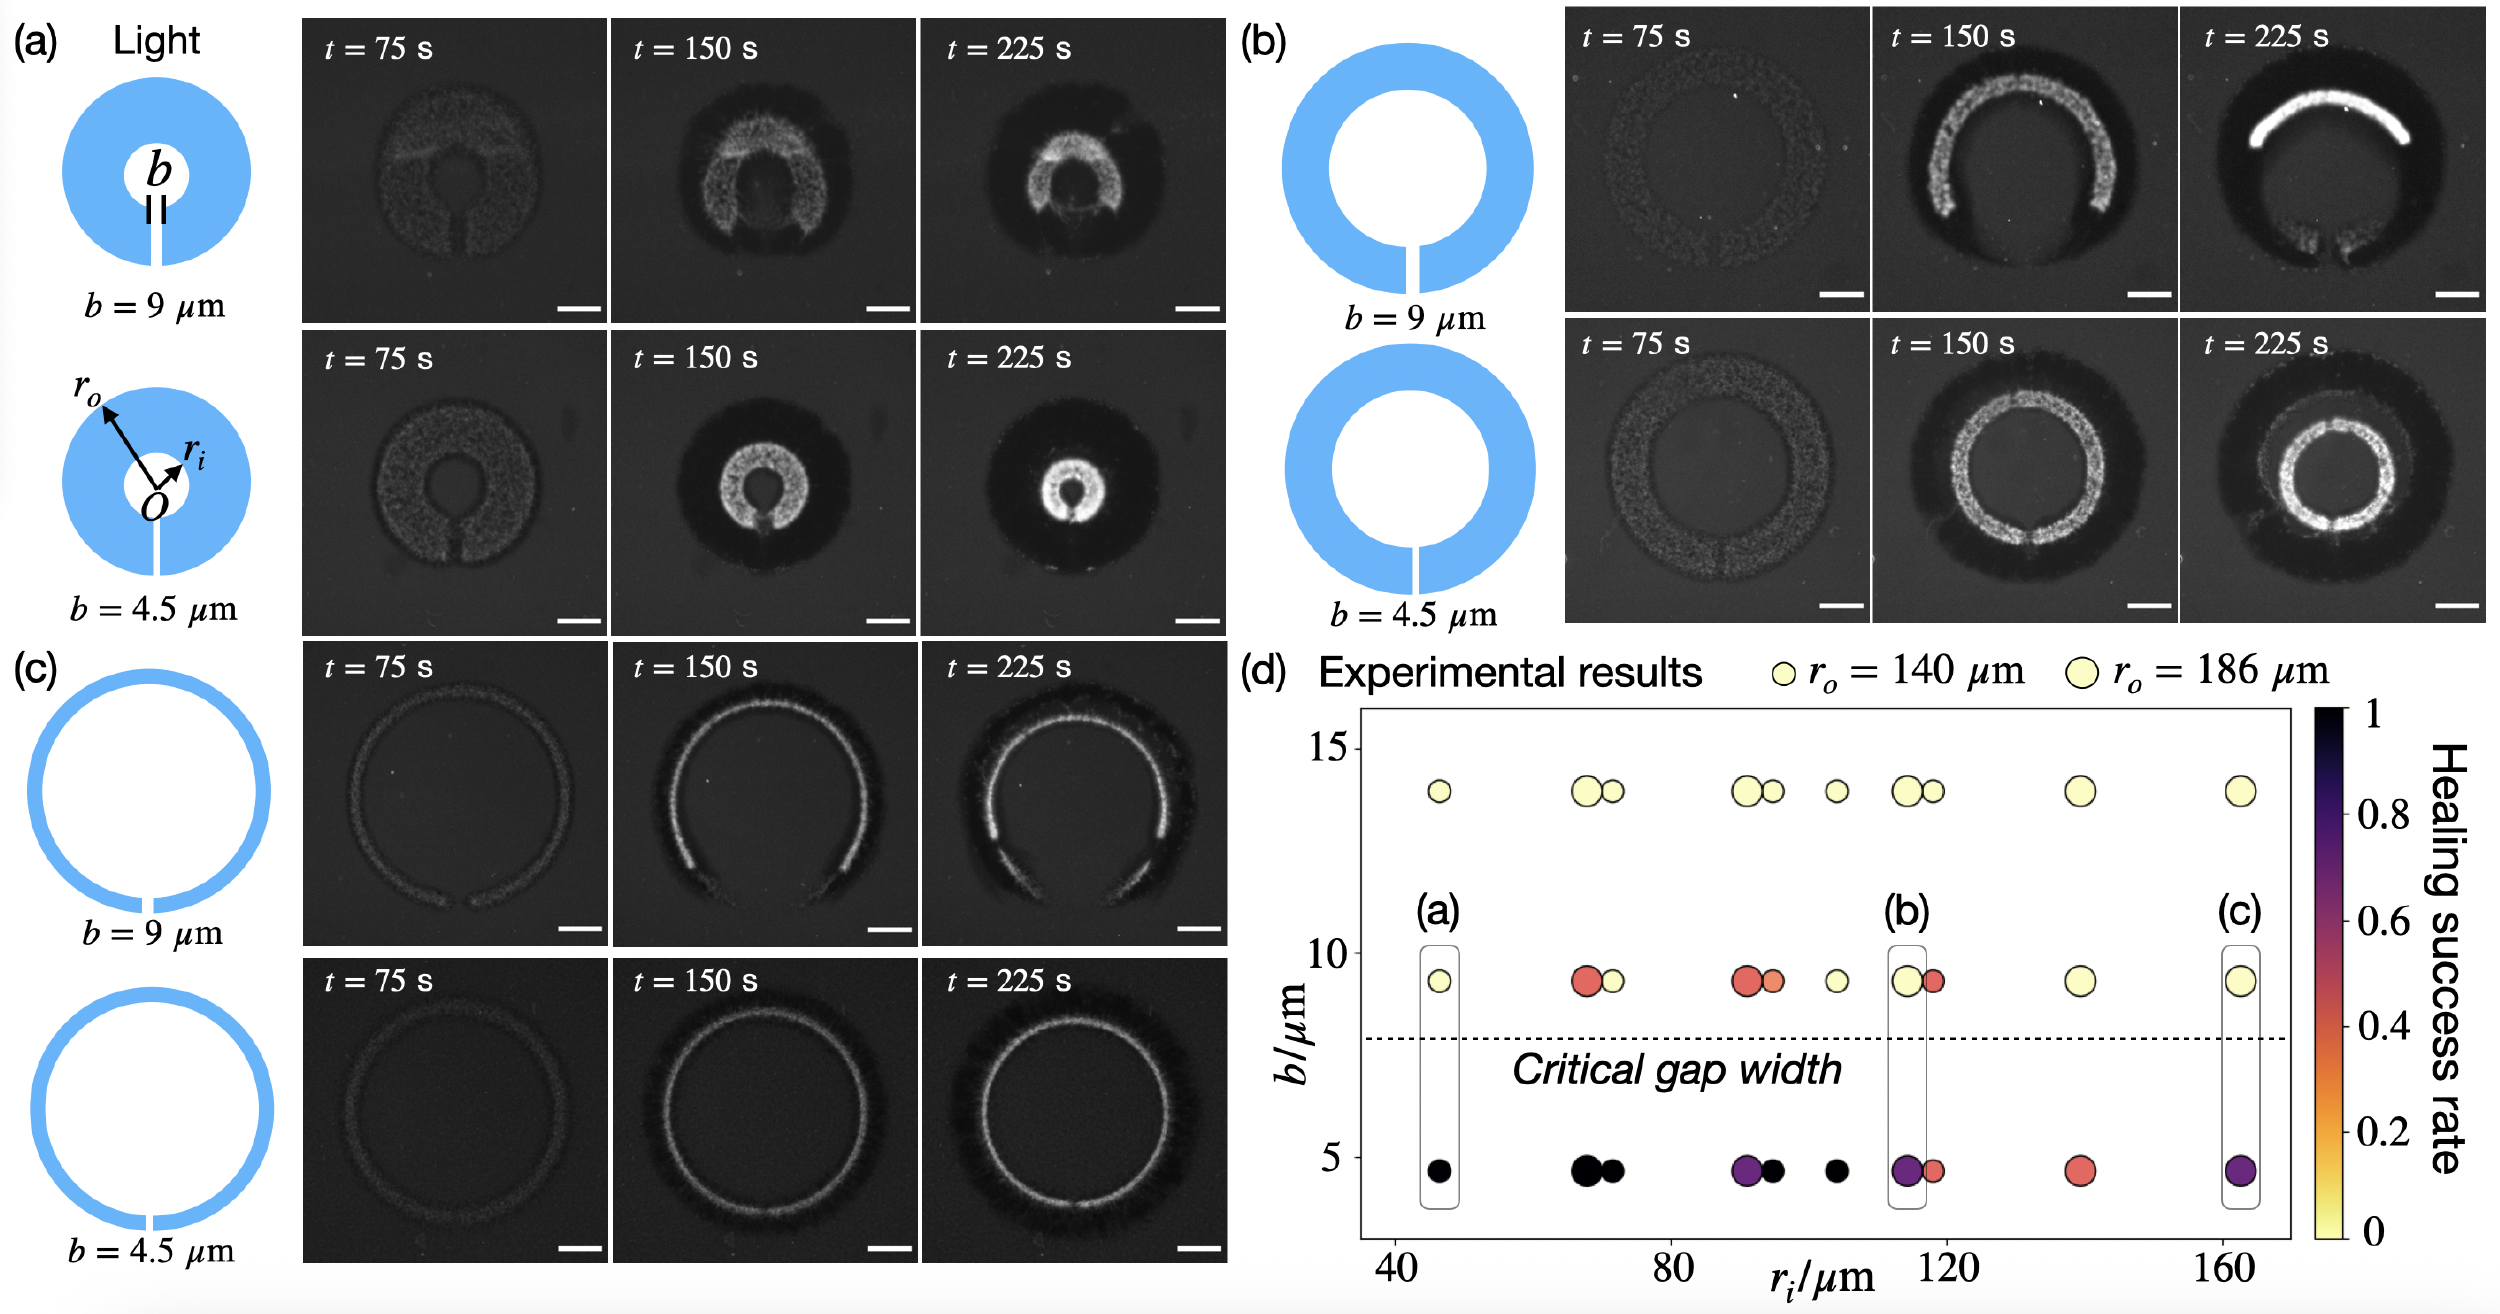 (a) Light
b
b = 9 μm
t = 75 s
t = 150 s
t = 225 s
r_o
r_i
O
b = 4.5 μm
t = 75 s
t = 150 s
t = 225 s
(b)
b = 9 μm
t = 75 s
t = 150 s
t = 225 s
b = 4.5 μm
t = 75 s
t = 150 s
t = 225 s
(c)
b = 9 μm
t = 75 s
t = 150 s
t = 225 s
b = 4.5 μm
t = 75 s
t = 150 s
t = 225 s
(d) Experimental results r_o = 140 μm r_o = 186 μm
15
10
5
b/μm
(a) (b) (c)
Critical gap width
40 80 120 160
r_i/μm
1
0.8
0.6
0.4
0.2
0
Healing success rate